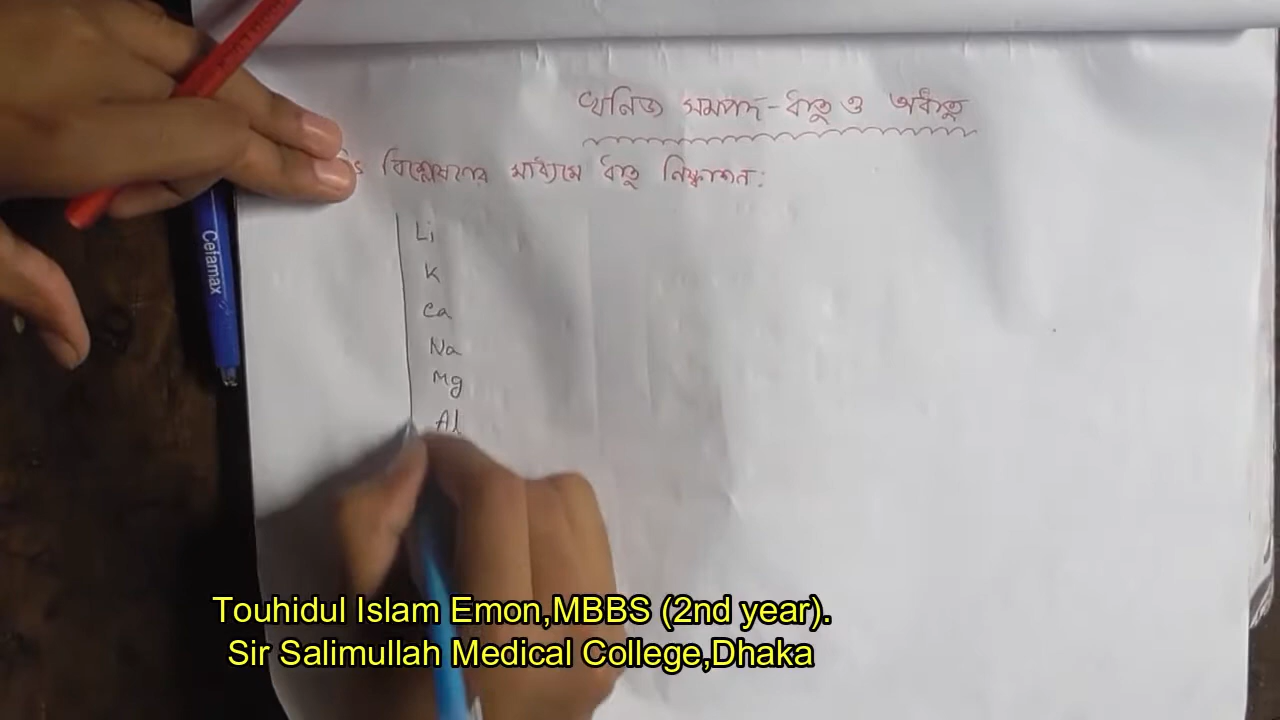 খনিজ সম্পদ - ধাতু ও অধাতু
বিশ্লেষণের মাধ্যমে ধাতু নিষ্কাশন:
Li
K
Ca
Na
Mg
Al
Cefamax
Touhidul Islam Emon,MBBS (2nd year).
Sir Salimullah Medical College,Dhaka